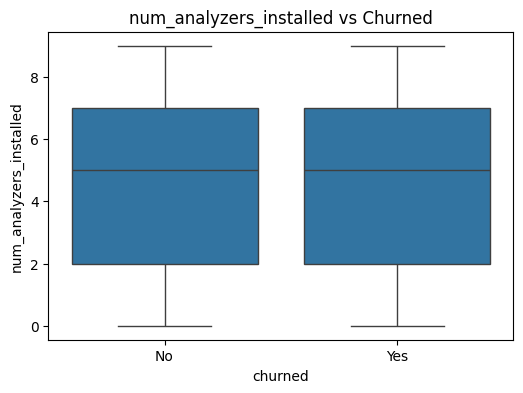 num_analyzers_installed vs Churned
num_analyzers_installed
8
6
4
2
0
No Yes
churned